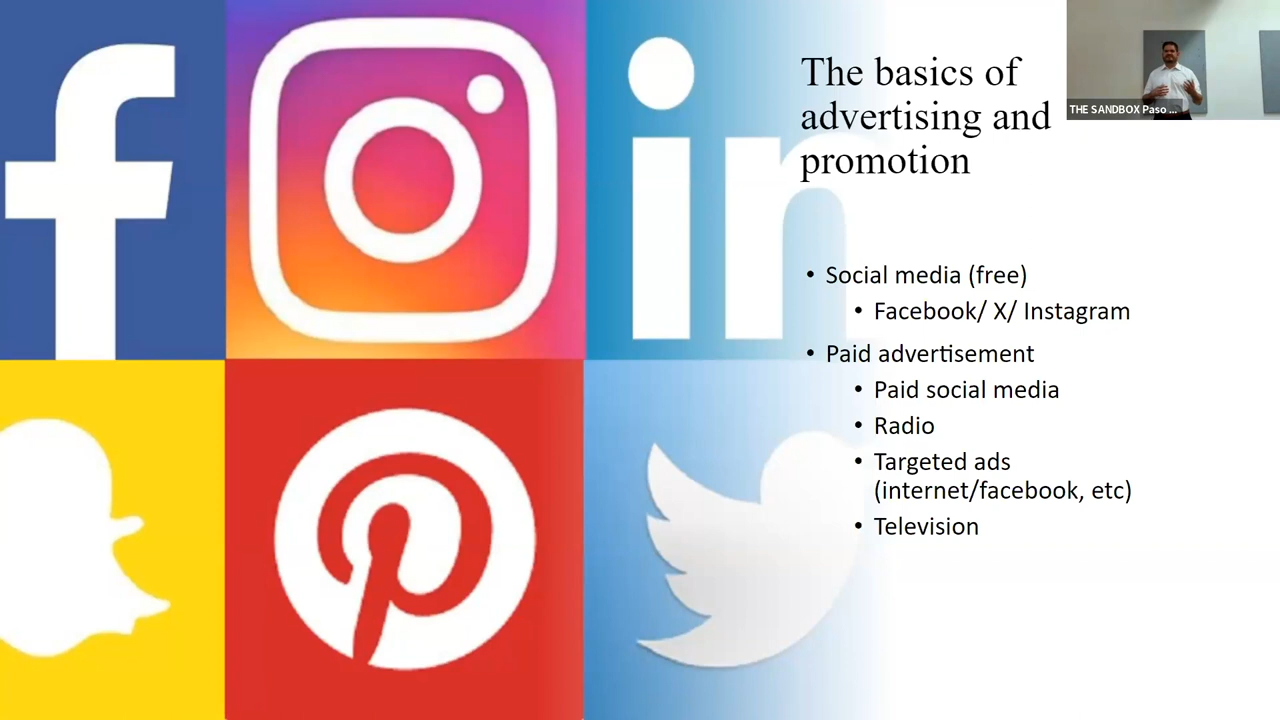 The basics of
advertising and
promotion
THE SANDBOX Paso ...
• Social media (free)
• Facebook/ X/ Instagram
• Paid advertisement
• Paid social media
• Radio
• Targeted ads
(internet/facebook, etc)
• Television
in